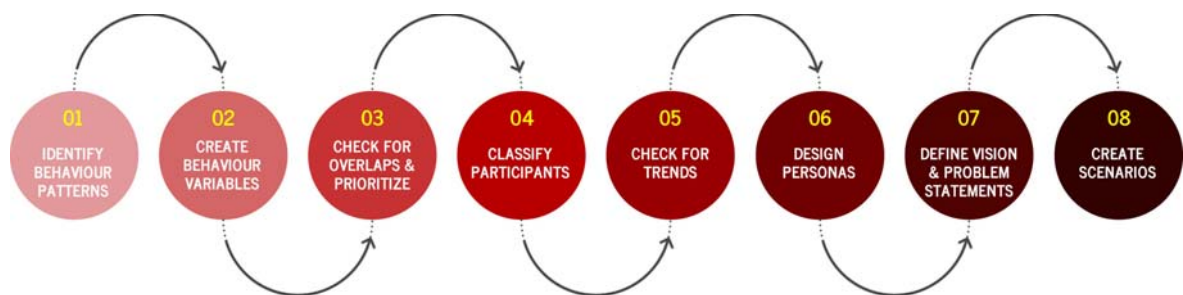 01
IDENTIFY
BEHAVIOUR
PATTERNS
02
CREATE
BEHAVIOUR
VARIABLES
03
CHECK FOR
OVERLAPS &
PRIORITIZE
04
CLASSIFY
PARTICIPANTS
05
CHECK FOR
TRENDS
06
DESIGN
PERSONAS
07
DEFINE VISION
& PROBLEM
STATEMENTS
08
CREATE
SCENARIOS